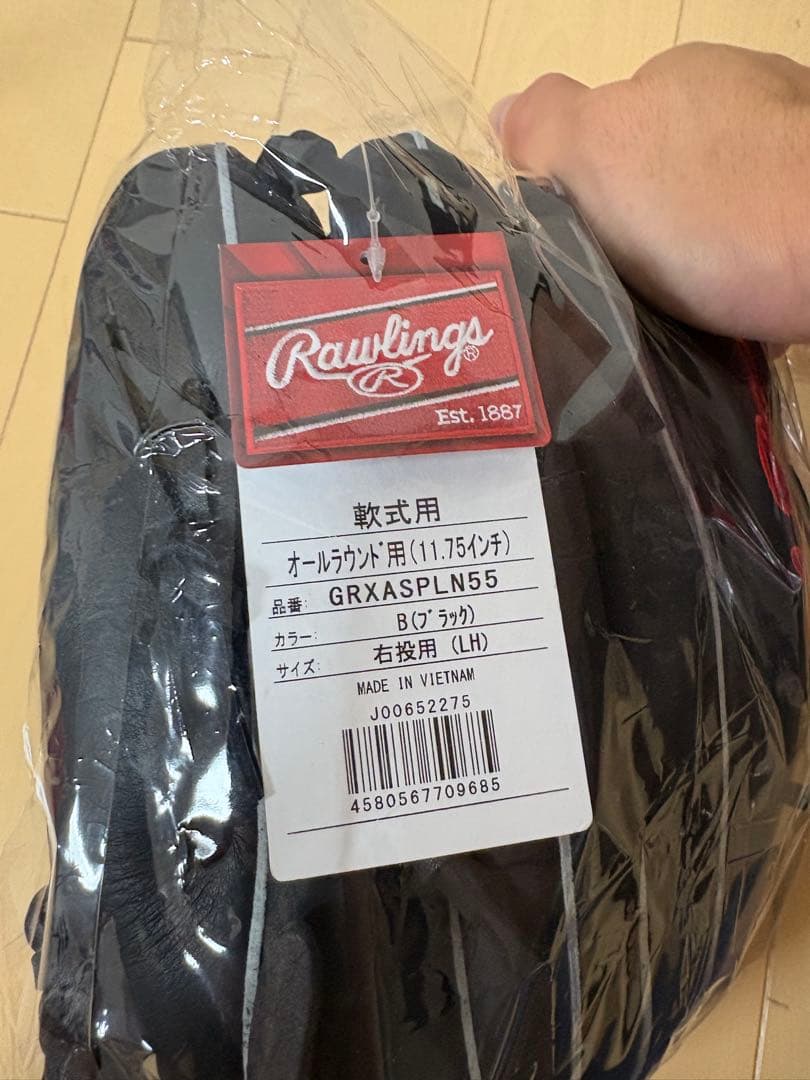 Rawlings®
R
Est. 1887
軟式用
オールラウンド用(11.75インチ)
品番: GRXASPLN55
カラー: B(ブラック)
サイズ: 右投用 (LH)
MADE IN VIETNAM
J00652275
4580567709685